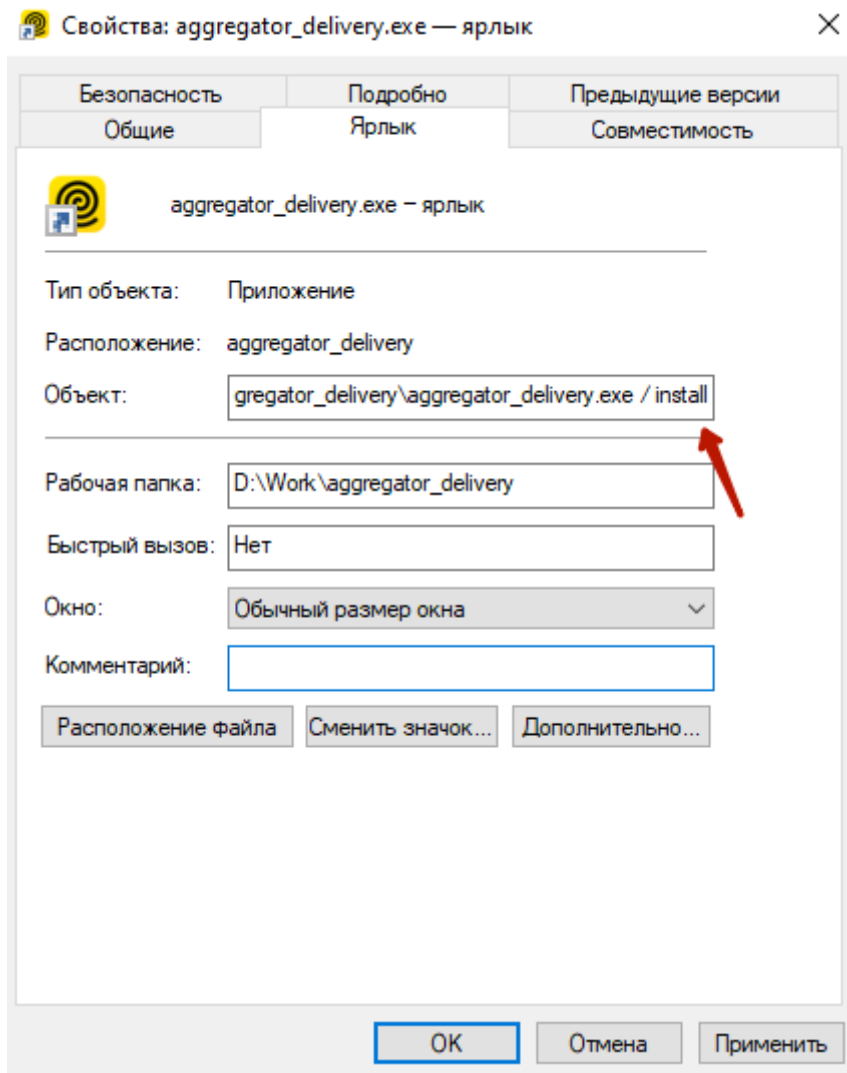 Свойства: aggregator_delivery.exe — ярлык
Безопасность Подробно Предыдущие версии
Общие Ярлык Совместимость
aggregator_delivery.exe – ярлык
Тип объекта: Приложение
Расположение: aggregator_delivery
Объект: gregator_delivery\aggregator_delivery.exe / install
Рабочая папка: D:\Work\aggregator_delivery
Быстрый вызов: Нет
Окно: Обычный размер окна
Комментарий:
Расположение файла Сменить значок... Дополнительно...
OK Отмена Применить